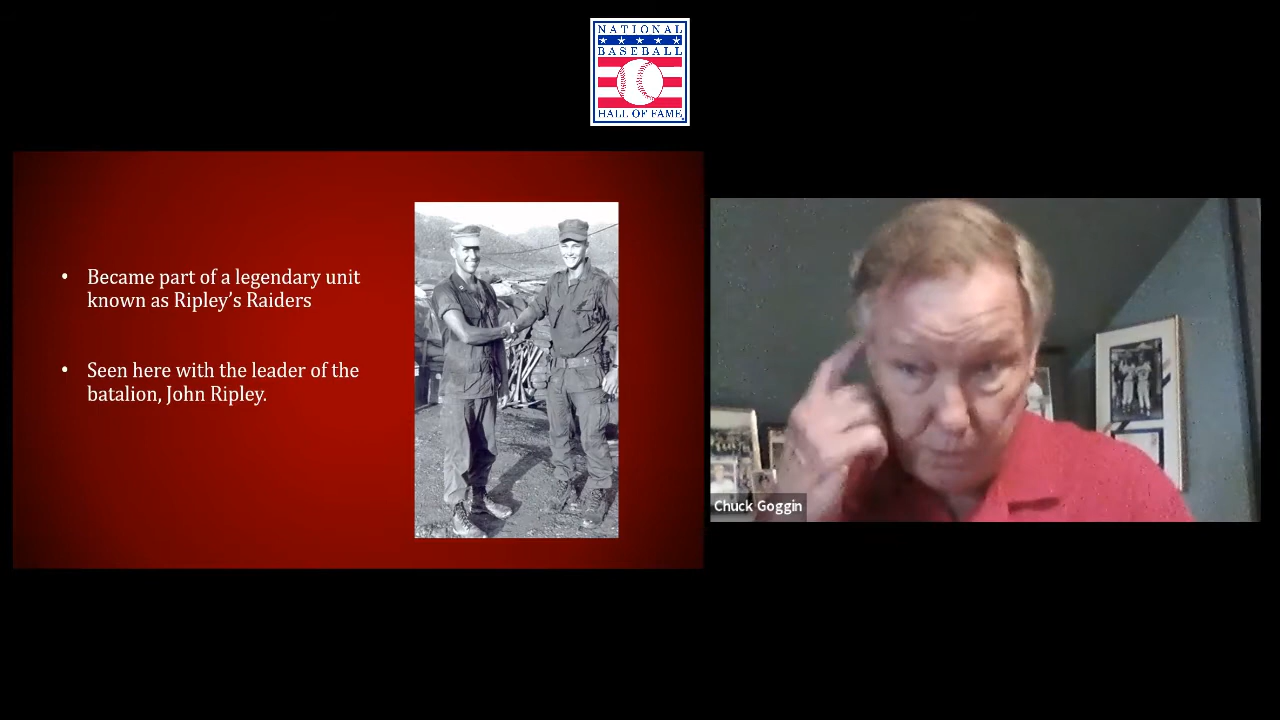 NATIONAL
BASEBALL
HALL OF FAME
• Became part of a legendary unit
known as Ripley's Raiders
• Seen here with the leader of the
batalion, John Ripley.
Chuck Goggin